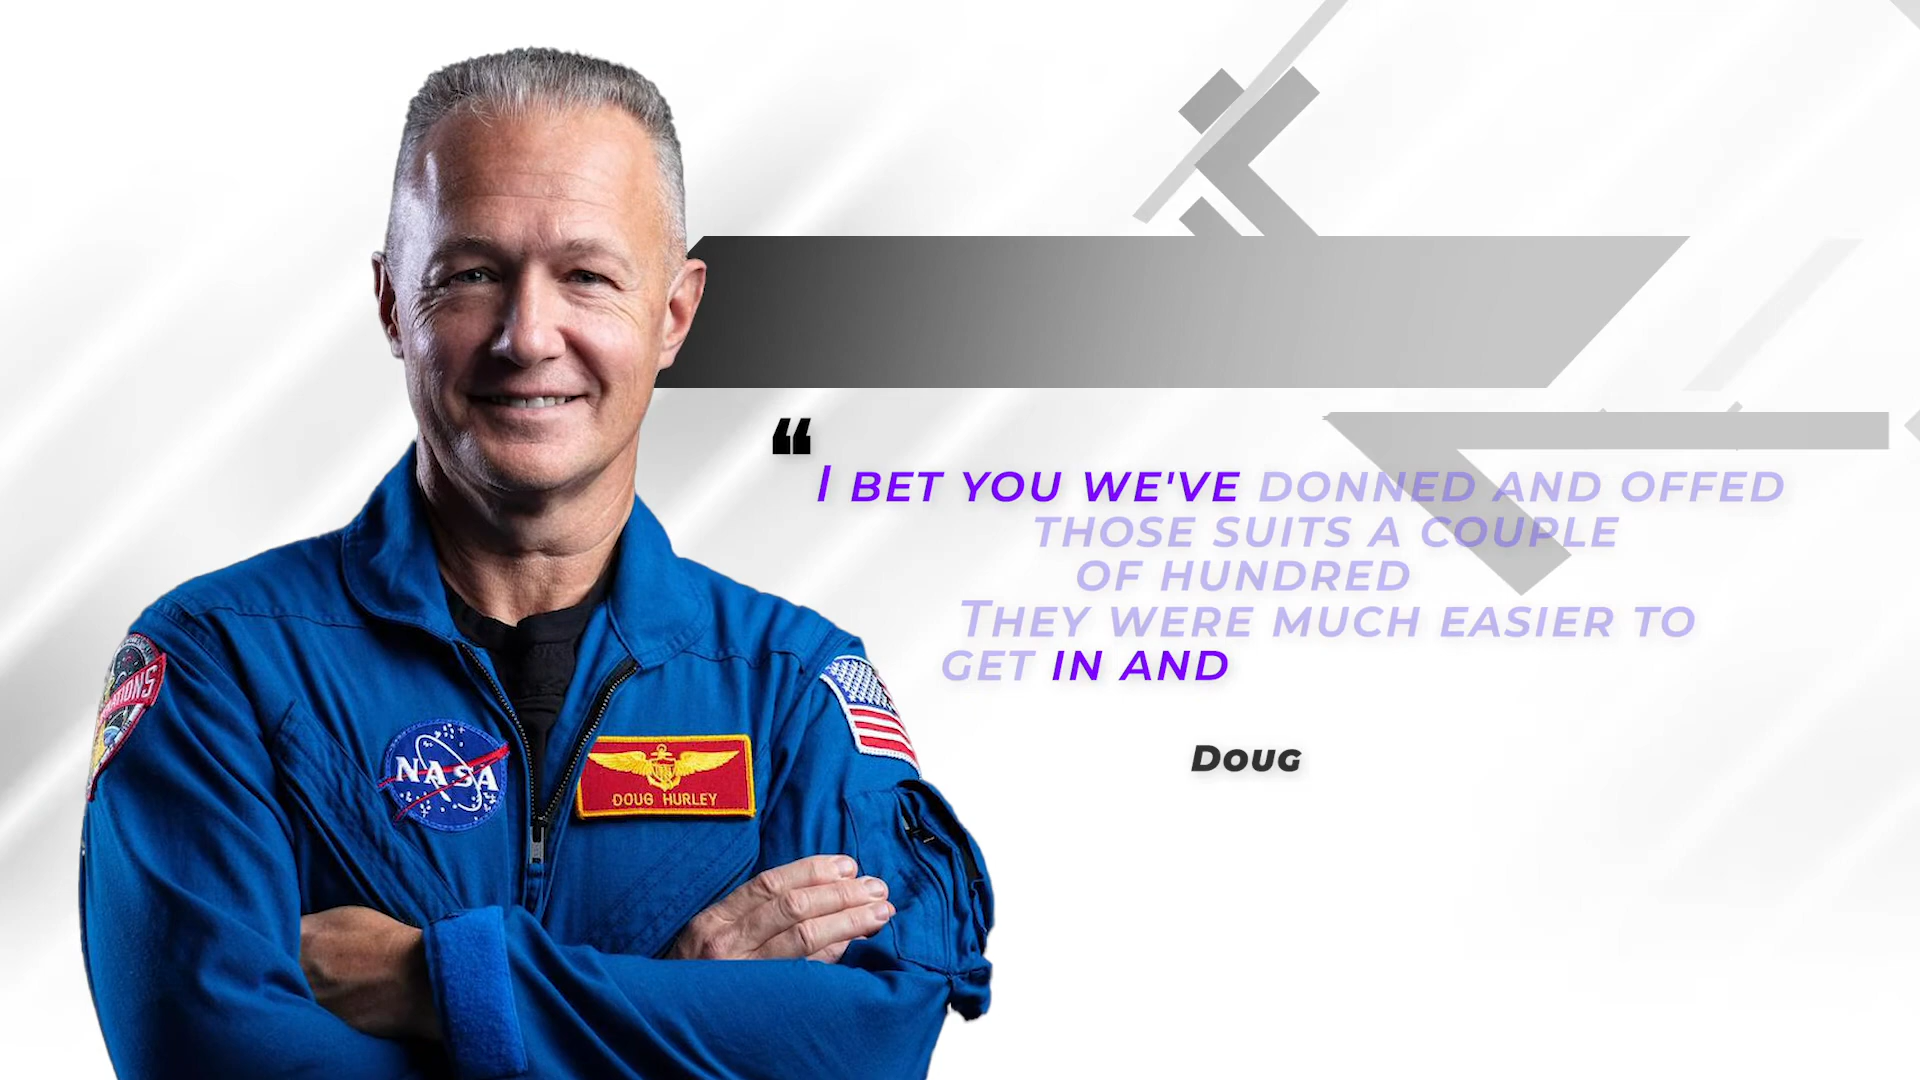 ❝
I BET YOU WE'VE DONNED AND OFFED
THOSE SUITS A COUPLE
OF HUNDRED
THEY WERE MUCH EASIER TO
GET IN AND
DOUG
NASA
DOUG HURLEY